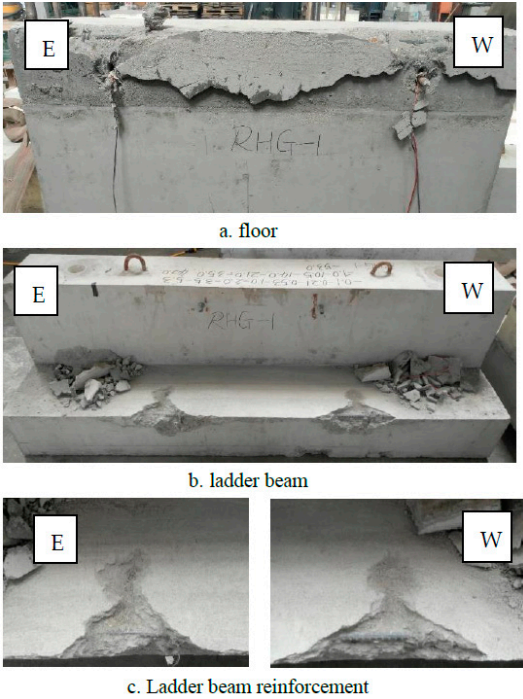 E
W
RHG-1
a. floor
E
W
RHG-1
b. ladder beam
E
W
c. Ladder beam reinforcement